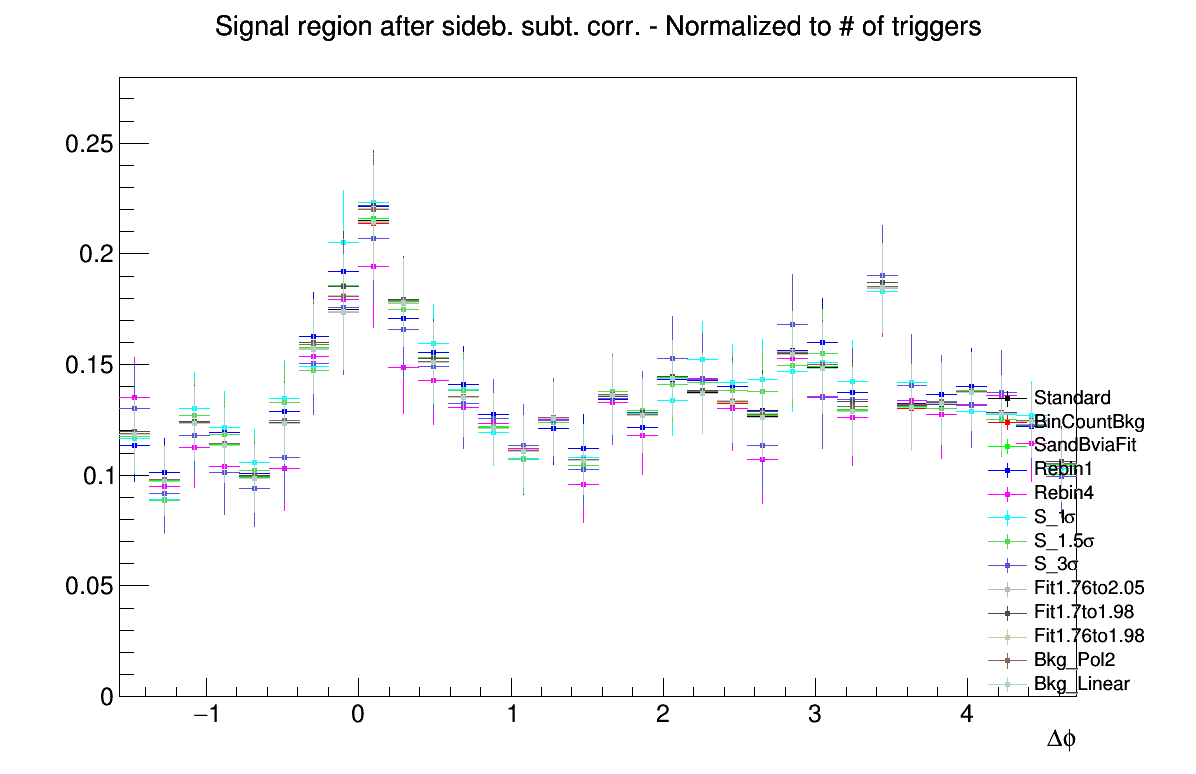 Signal region after sideb. subt. corr. - Normalized to # of triggers
0.25
0.2
0.15
0.1
0.05
0
−1 0 1 2 3 4
Δϕ
Standard
BinCountBkg
SandBviaFit
Rebin1
Rebin4
S_1σ
S_1.5σ
S_3σ
Fit1.76to2.05
Fit1.7to1.98
Fit1.76to1.98
Bkg_Pol2
Bkg_Linear